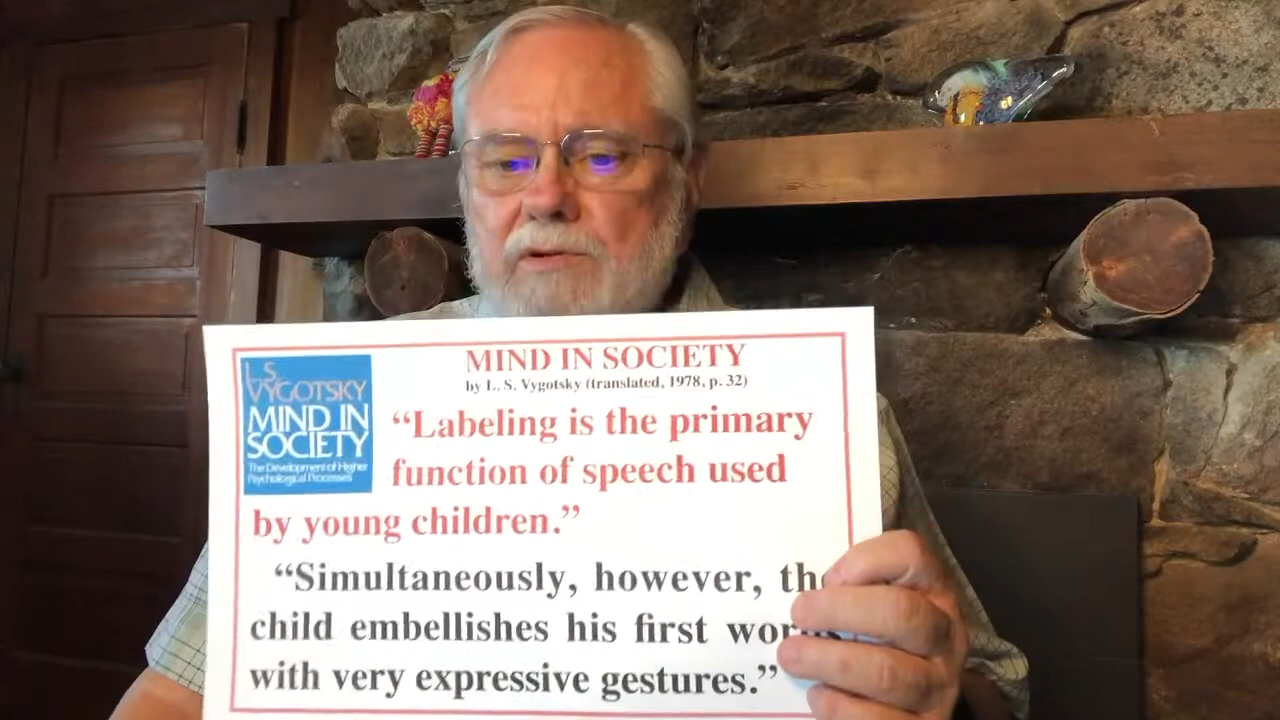 MIND IN SOCIETY
by L. S. Vygotsky (translated, 1978, p. 32)
L.S.
VYGOTSKY
MIND IN
SOCIETY
The Development of Higher
Psychological Processes
“Labeling is the primary
function of speech used
by young children.”
“Simultaneously, however,
child embellishes his first
with very expressive gestures.”